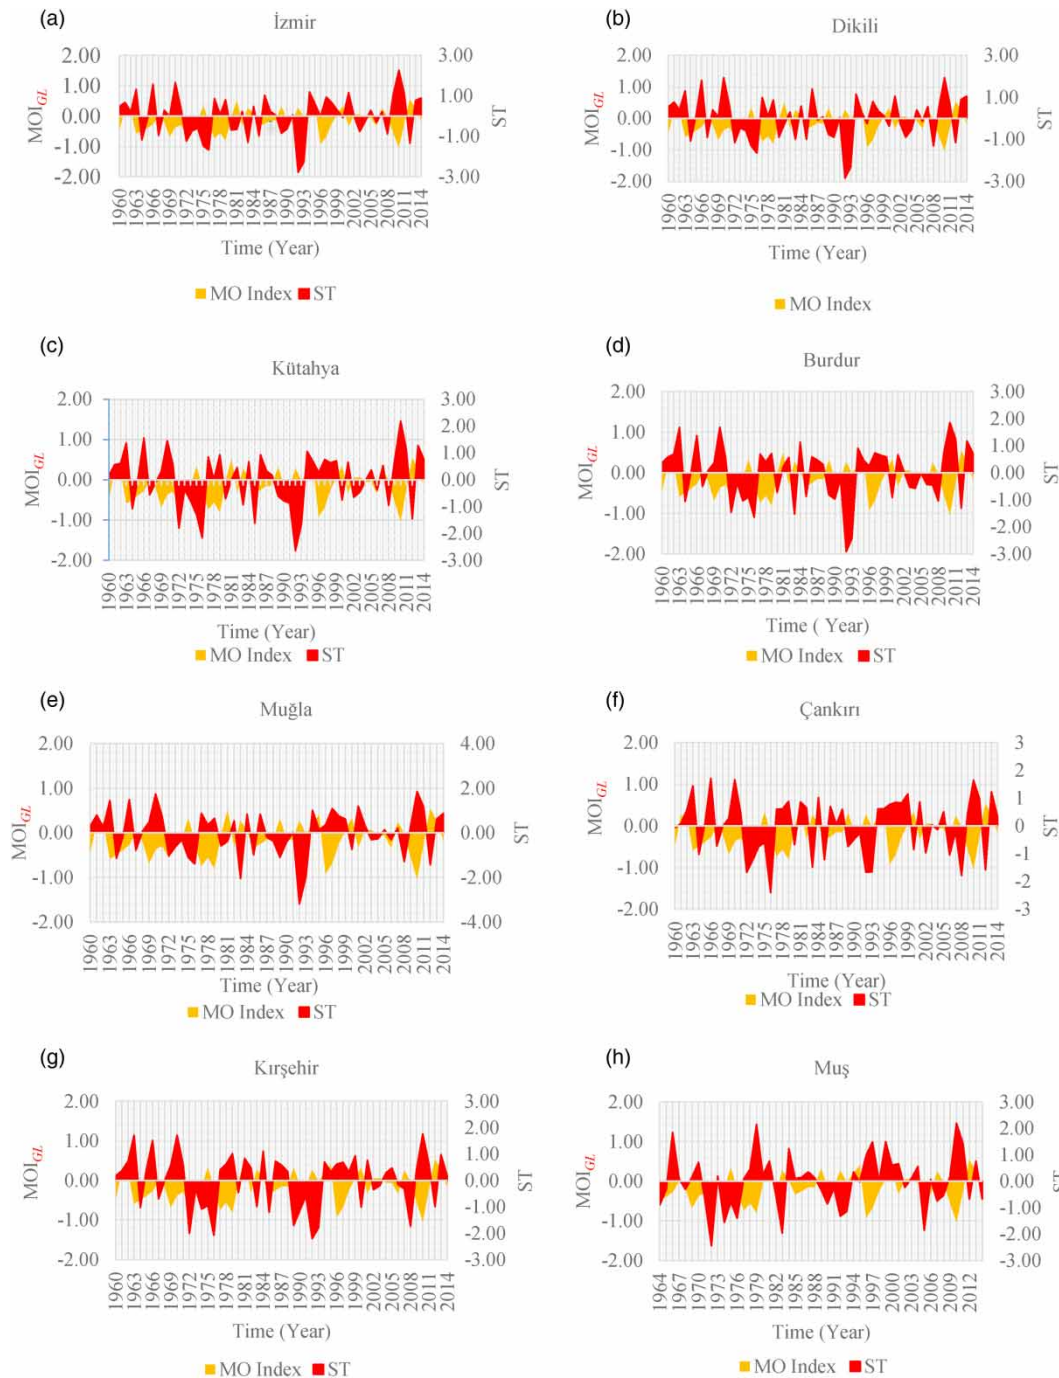 (a)
İzmir
2.00 1.00 0.00 -1.00 -2.00
MOI_GL
3.00 1.00 -1.00 -3.00
ST
1960 1963 1966 1969 1972 1975 1978 1981 1984 1987 1990 1993 1996 1999 2002 2005 2008 2011 2014
Time (Year)
MO Index ST
(b)
Dikili
2.00 1.00 0.00 -1.00 -2.00
MOI_GL
3.00 1.00 -1.00 -3.00
ST
1960 1963 1966 1969 1972 1975 1978 1981 1984 1987 1990 1993 1996 1999 2002 2005 2008 2011 2014
Time (Year)
MO Index
(c)
Kütahya
2.00 1.00 0.00 -1.00 -2.00
MOI_GL
3.00 2.00 1.00 0.00 -1.00 -2.00 -3.00
ST
1960 1963 1966 1969 1972 1975 1978 1981 1984 1987 1990 1993 1996 1999 2002 2005 2008 2011 2014
Time (Year)
MO Index ST
(d)
Burdur
2.00 1.00 0.00 -1.00 -2.00
MOI_GL
3.00 2.00 1.00 0.00 -1.00 -2.00 -3.00
ST
1960 1963 1966 1969 1972 1975 1978 1981 1984 1987 1990 1993 1996 1999 2002 2005 2008 2011 2014
Time ( Year)
MO Index ST
(e)
Muğla
2.00 1.00 0.00 -1.00 -2.00
MOI_GL
4.00 2.00 0.00 -2.00 -4.00
ST
1960 1963 1966 1969 1972 1975 1978 1981 1984 1987 1990 1993 1996 1999 2002 2005 2008 2011 2014
Time (Year)
MO Index ST
(f)
Çankırı
2.00 1.00 0.00 -1.00 -2.00
MOI_GL
3 2 1 0 -1 -2 -3
ST
1960 1963 1966 1969 1972 1975 1978 1981 1984 1987 1990 1993 1996 1999 2002 2005 2008 2011 2014
Time (Year)
MO Index ST
(g)
Kırşehir
2.00 1.00 0.00 -1.00 -2.00
MOI_GL
3.00 2.00 1.00 0.00 -1.00 -2.00 -3.00
ST
1960 1963 1966 1969 1972 1975 1978 1981 1984 1987 1990 1993 1996 1999 2002 2005 2008 2011 2014
Time (Year)
MO Index ST
(h)
Muş
2.00 1.00 0.00 -1.00 -2.00
MOI_GL
3.00 2.00 1.00 0.00 -1.00 -2.00 -3.00
ST
1964 1967 1970 1973 1976 1979 1982 1985 1988 1991 1994 1997 2000 2003 2006 2009 2012
Time (Year)
MO Index ST